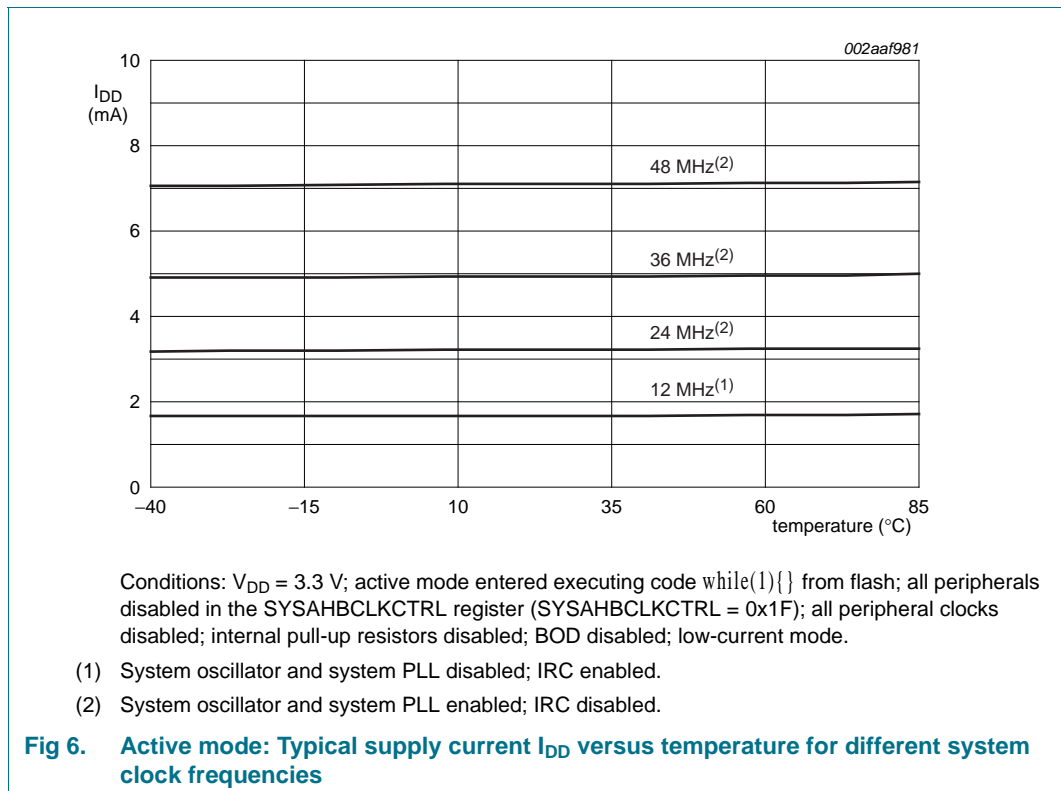 002aaf981
10
I_DD
(mA)
8
48 MHz(2)
6
36 MHz(2)
4
24 MHz(2)
12 MHz(1)
2
0
−40 −15 10 35 60 85
temperature (°C)
Conditions: V_DD = 3.3 V; active mode entered executing code while(1){} from flash; all peripherals
disabled in the SYSAHBCLKCTRL register (SYSAHBCLKCTRL = 0x1F); all peripheral clocks
disabled; internal pull-up resistors disabled; BOD disabled; low-current mode.
(1) System oscillator and system PLL disabled; IRC enabled.
(2) System oscillator and system PLL enabled; IRC disabled.
Fig 6. Active mode: Typical supply current I_DD versus temperature for different system
clock frequencies